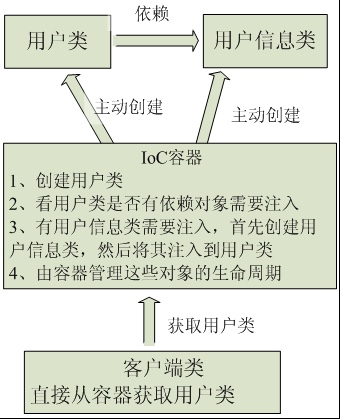 依赖
用户类
用户信息类
主动创建
主动创建
IoC容器
1、创建用户类
2、看用户类是否有依赖对象需要注入
3、有用户信息类需要注入，首先创建用
户信息类，然后将其注入到用户类
4、由容器管理这些对象的生命周期
获取用户类
客户端类
直接从容器获取用户类